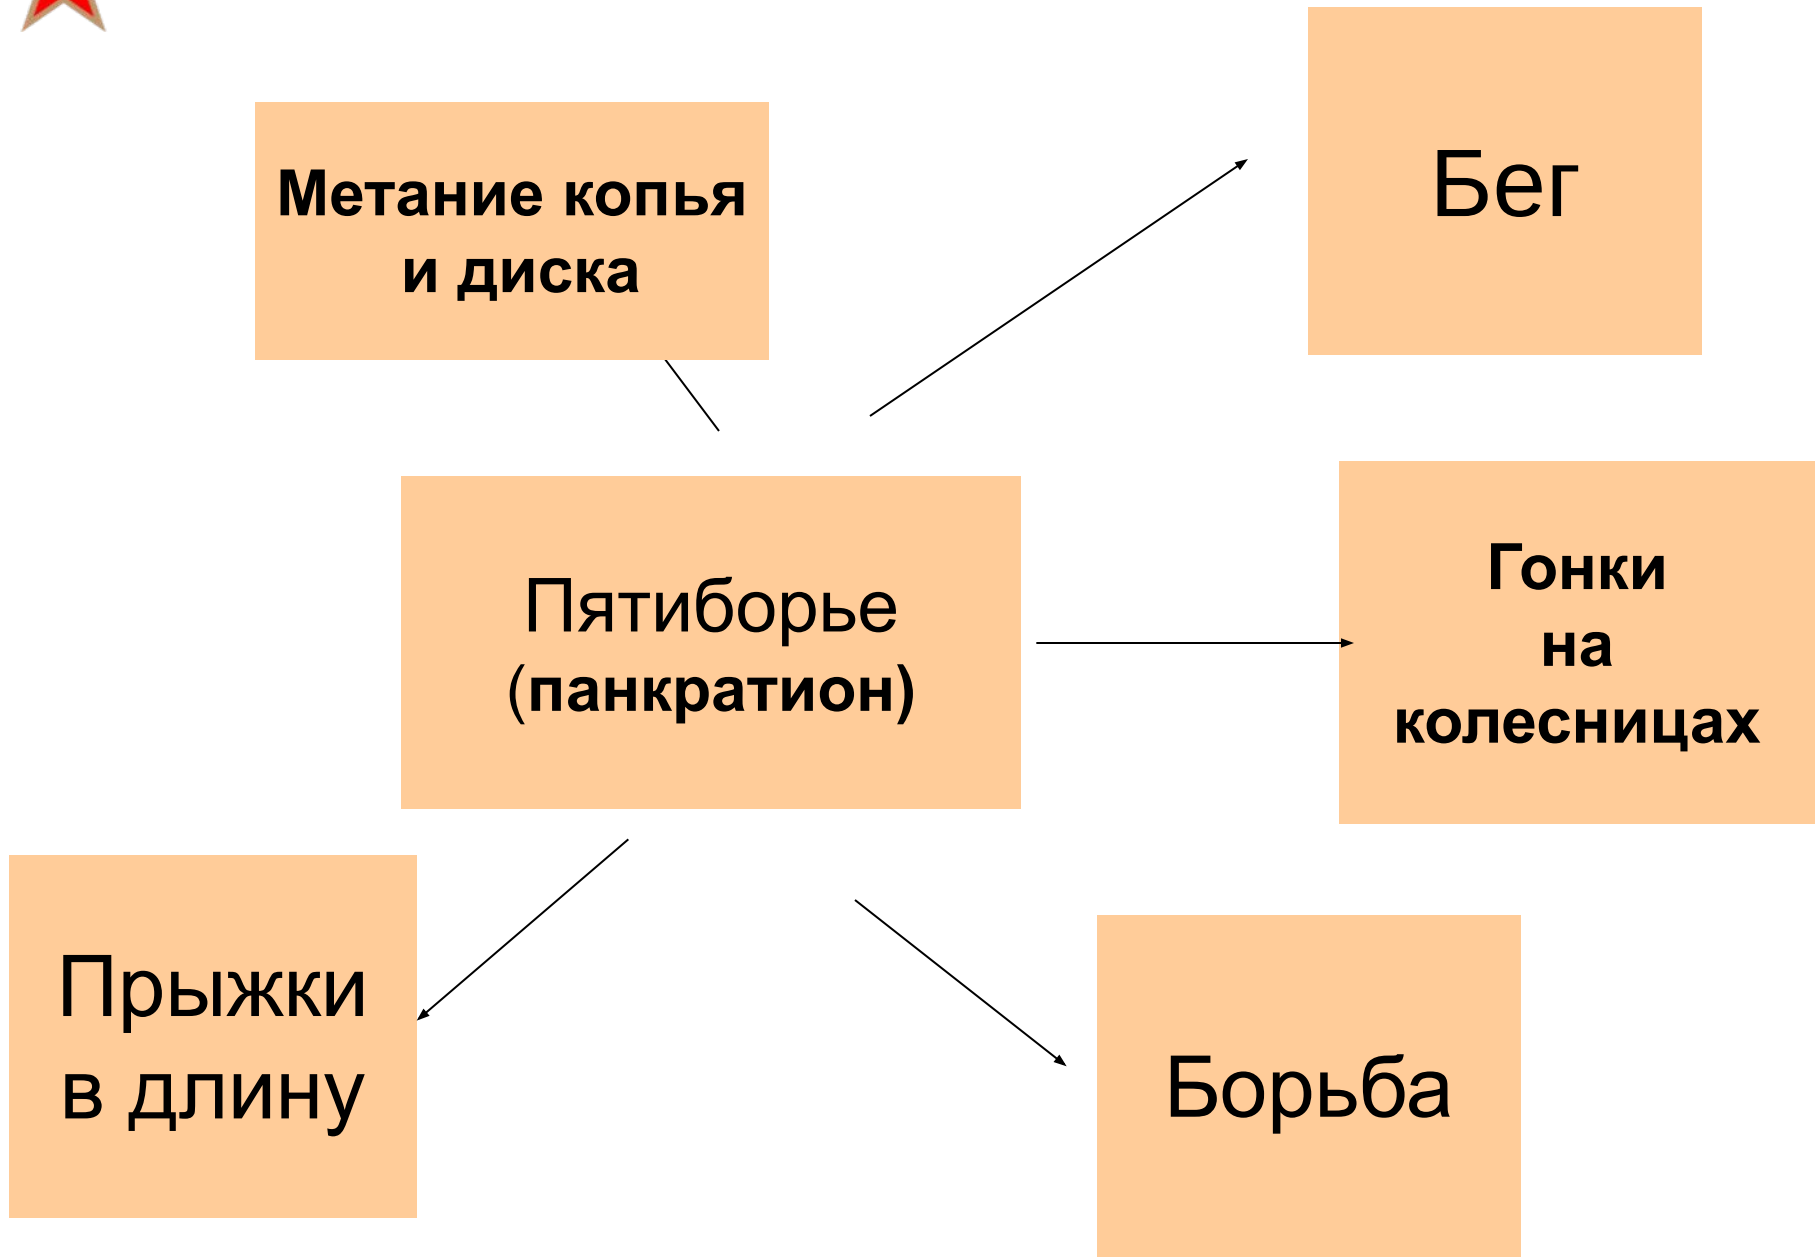 Метание копья
и диска
Бег
Пятиборье
(панкратион)
Гонки
на
колесницах
Прыжки
в длину
Борьба